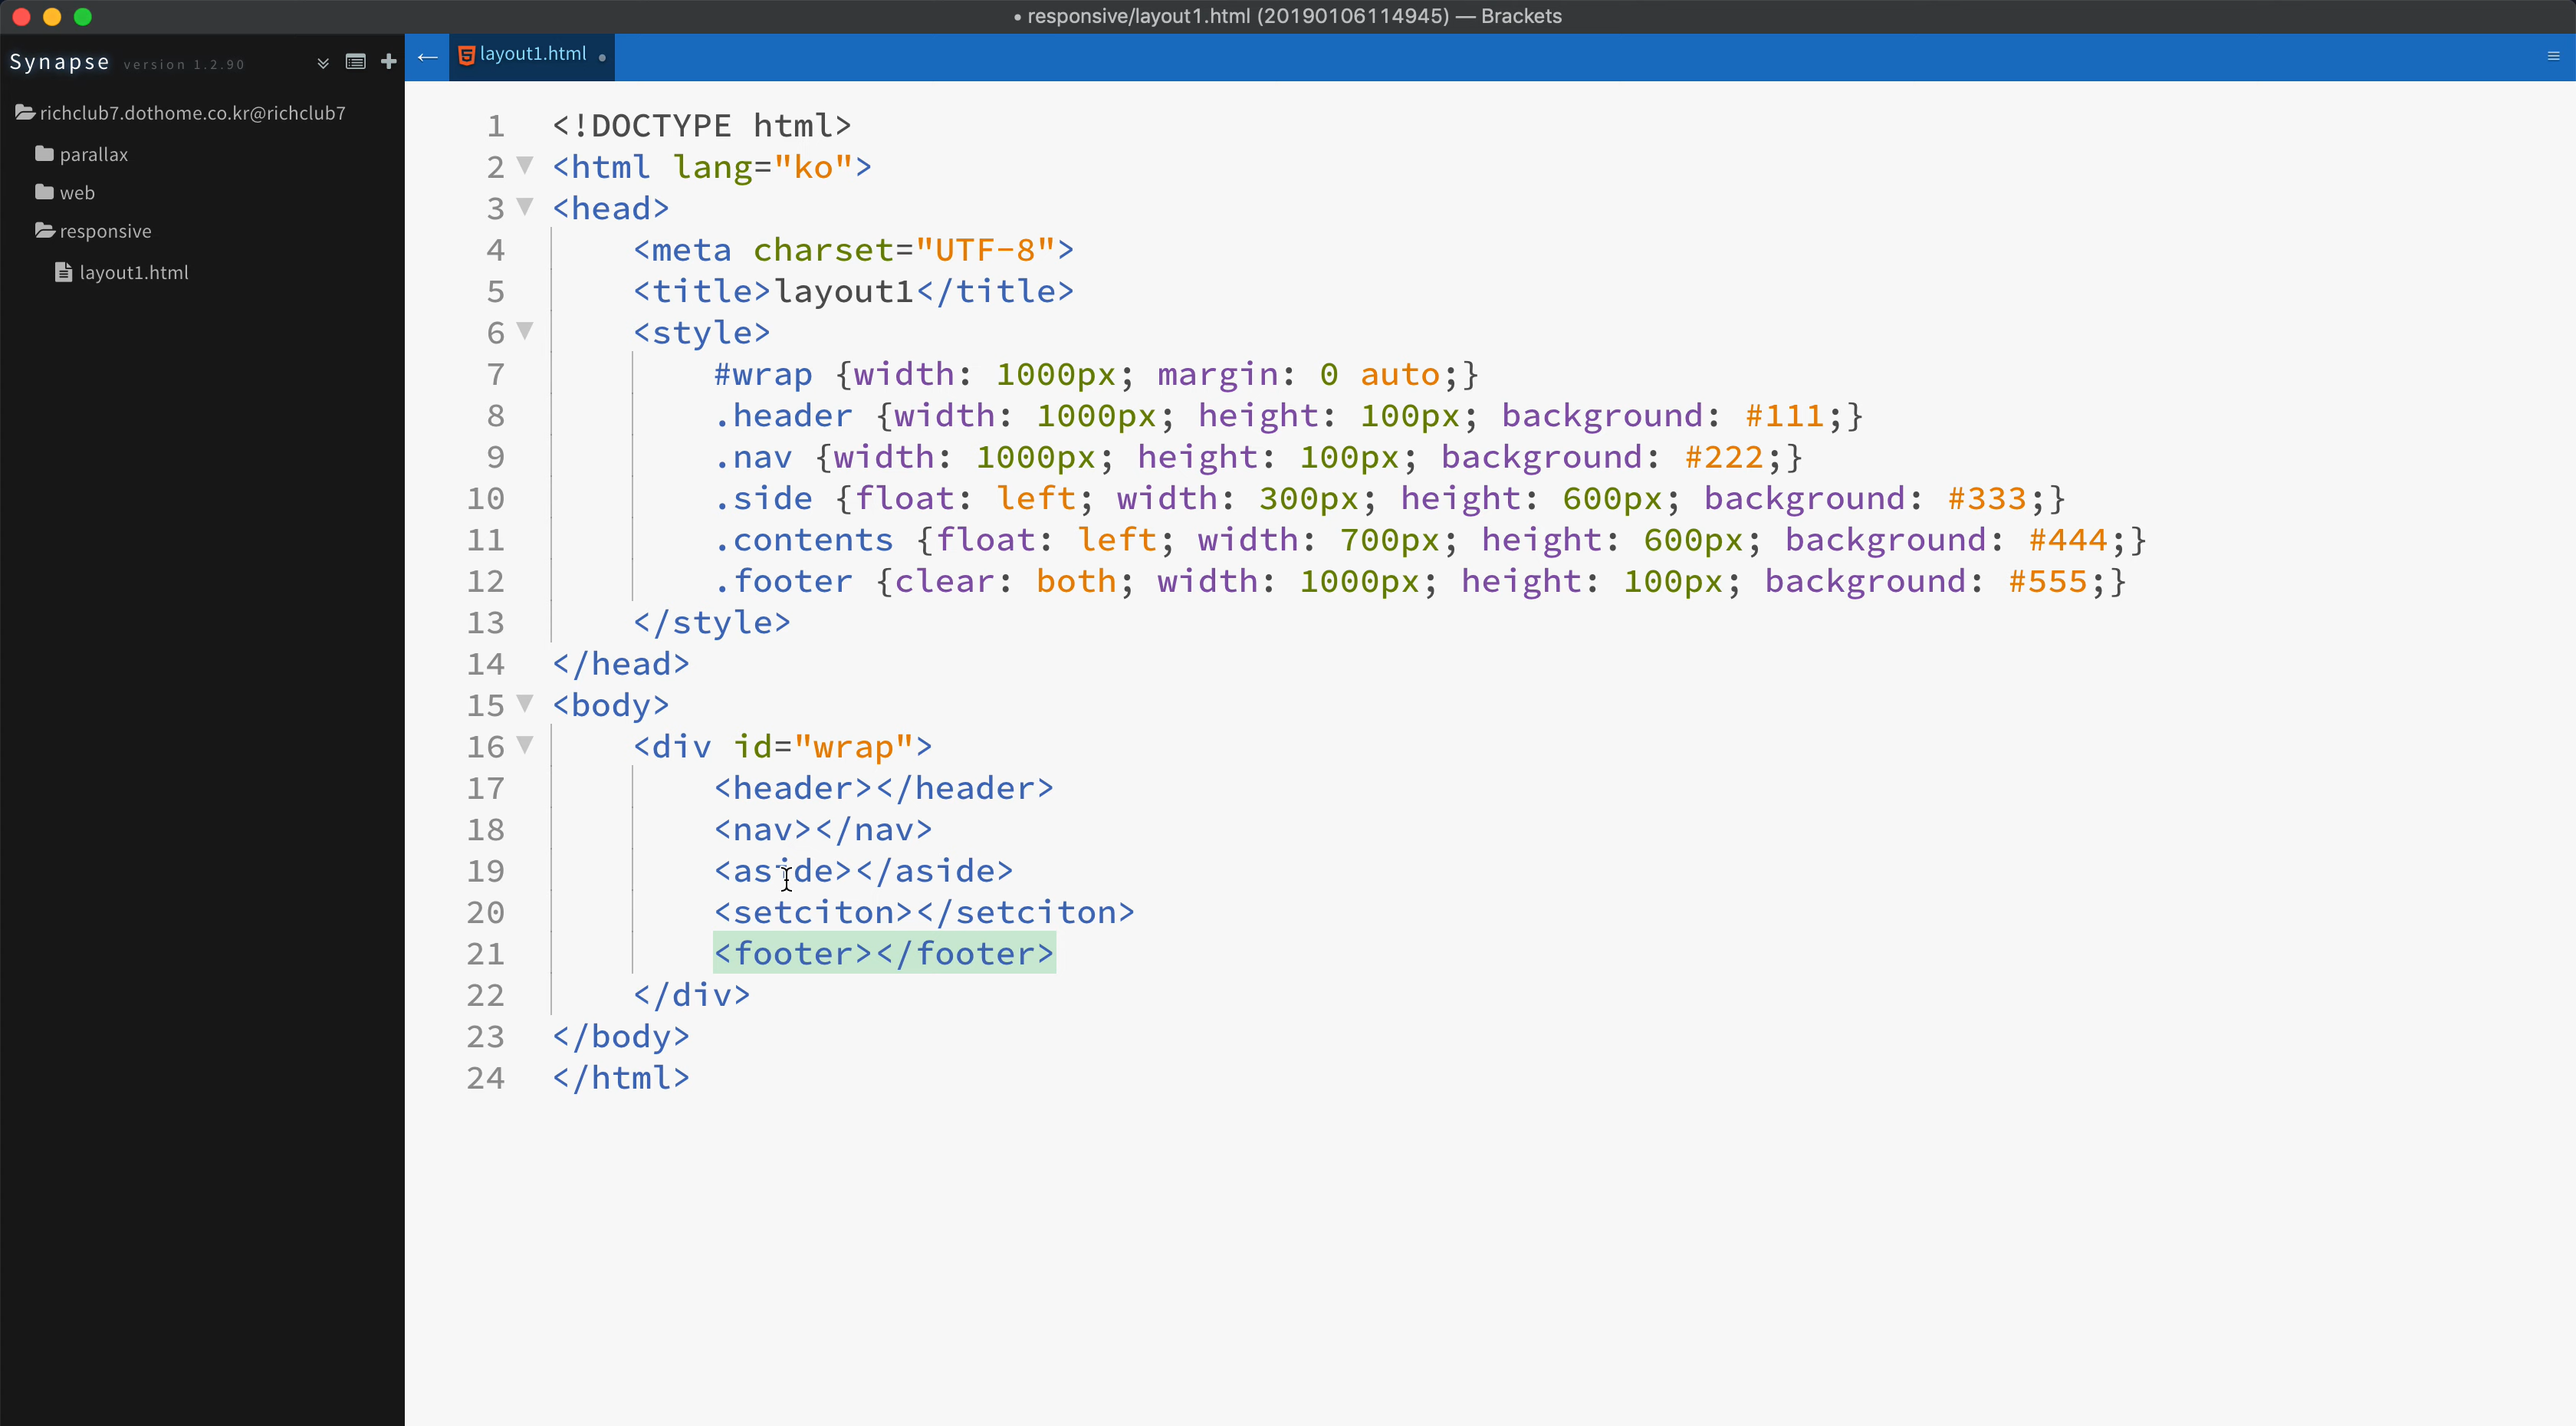 • responsive/layout1.html (20190106114945) — Brackets
Synapse version 1.2.90
layout1.html
richclub7.dothome.co.kr@richclub7
parallax
web
responsive
layout1.html
1 <!DOCTYPE html>
2 <html lang="ko">
3 <head>
4 <meta charset="UTF-8">
5 <title>layout1</title>
6 <style>
7 #wrap {width: 1000px; margin: 0 auto;}
8 .header {width: 1000px; height: 100px; background: #111;}
9 .nav {width: 1000px; height: 100px; background: #222;}
10 .side {float: left; width: 300px; height: 600px; background: #333;}
11 .contents {float: left; width: 700px; height: 600px; background: #444;}
12 .footer {clear: both; width: 1000px; height: 100px; background: #555;}
13 </style>
14 </head>
15 <body>
16 <div id="wrap">
17 <header></header>
18 <nav></nav>
19 <aside></aside>
20 <setciton></setciton>
21 <footer></footer>
22 </div>
23 </body>
24 </html>